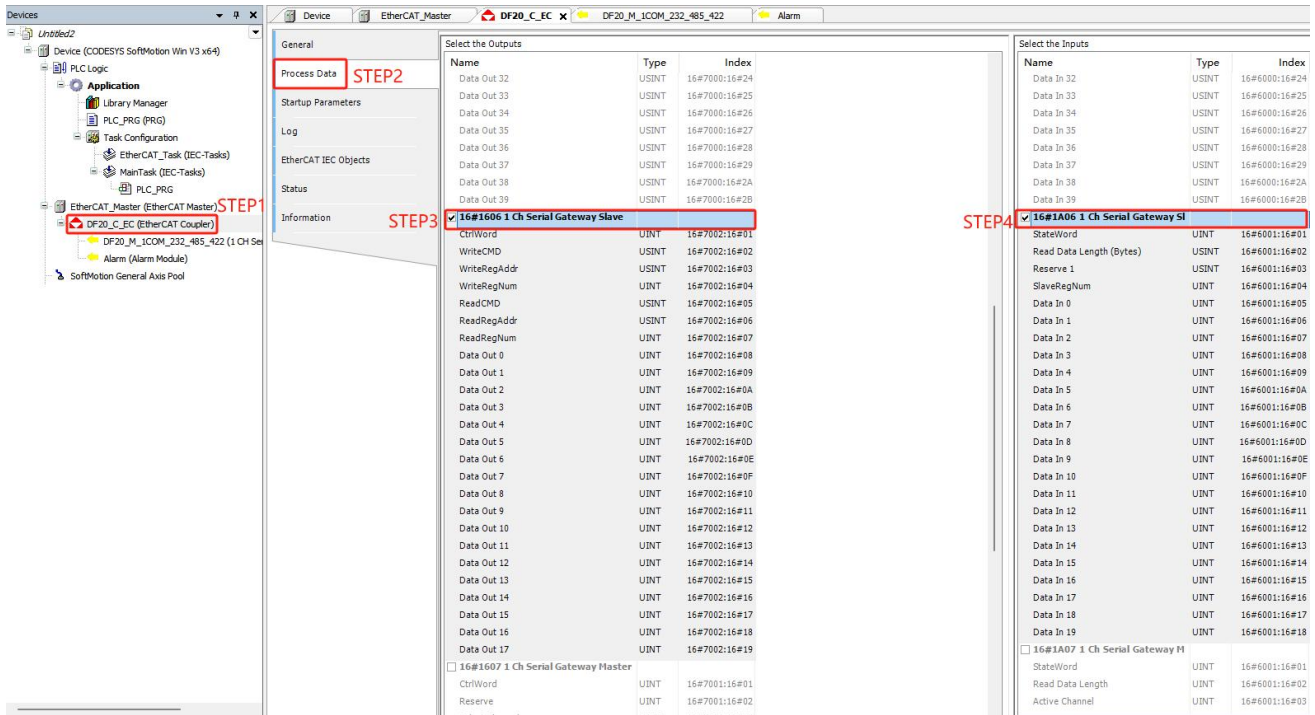 Devices
Untitled2
Device (CODESYS SoftMotion Win V3 x64)
PLC Logic
Application
Library Manager
PLC_PRG (PRG)
Task Configuration
EtherCAT_Task (IEC-Tasks)
MainTask (IEC-Tasks)
PLC_PRG
EtherCAT_Master (EtherCAT Master)
STEP1
DF20_C_EC (EtherCAT Coupler)
DF20_M_1COM_232_485_422 (1 CH Ser
Alarm (Alarm Module)
SoftMotion General Axis Pool
Device
EtherCAT_Master
DF20_C_EC
DF20_M_1COM_232_485_422
Alarm
General
Process Data
STEP2
Startup Parameters
Log
EtherCAT IEC Objects
Status
Information
Select the Outputs
Name Type Index
Data Out 32 USINT 16#7000:16#24
Data Out 33 USINT 16#7000:16#25
Data Out 34 USINT 16#7000:16#26
Data Out 35 USINT 16#7000:16#27
Data Out 36 USINT 16#7000:16#28
Data Out 37 USINT 16#7000:16#29
Data Out 38 USINT 16#7000:16#2A
Data Out 39 USINT 16#7000:16#2B
STEP3
16#1606 1 Ch Serial Gateway Slave
CtrlWord UINT 16#7002:16#01
WriteCMD USINT 16#7002:16#02
WriteRegAddr USINT 16#7002:16#03
WriteRegNum UINT 16#7002:16#04
ReadCMD USINT 16#7002:16#05
ReadRegAddr USINT 16#7002:16#06
ReadRegNum UINT 16#7002:16#07
Data Out 0 UINT 16#7002:16#08
Data Out 1 UINT 16#7002:16#09
Data Out 2 UINT 16#7002:16#0A
Data Out 3 UINT 16#7002:16#0B
Data Out 4 UINT 16#7002:16#0C
Data Out 5 UINT 16#7002:16#0D
Data Out 6 UINT 16#7002:16#0E
Data Out 7 UINT 16#7002:16#0F
Data Out 8 UINT 16#7002:16#10
Data Out 9 UINT 16#7002:16#11
Data Out 10 UINT 16#7002:16#12
Data Out 11 UINT 16#7002:16#13
Data Out 12 UINT 16#7002:16#14
Data Out 13 UINT 16#7002:16#15
Data Out 14 UINT 16#7002:16#16
Data Out 15 UINT 16#7002:16#17
Data Out 16 UINT 16#7002:16#18
Data Out 17 UINT 16#7002:16#19
16#1607 1 Ch Serial Gateway Master
CtrlWord UINT 16#7001:16#01
Reserve UINT 16#7001:16#02
Select the Inputs
Name Type Index
Data In 32 USINT 16#6000:16#24
Data In 33 USINT 16#6000:16#25
Data In 34 USINT 16#6000:16#26
Data In 35 USINT 16#6000:16#27
Data In 36 USINT 16#6000:16#28
Data In 37 USINT 16#6000:16#29
Data In 38 USINT 16#6000:16#2A
Data In 39 USINT 16#6000:16#2B
STEP4
16#1A06 1 Ch Serial Gateway Sl
StateWord UINT 16#6001:16#01
Read Data Length (Bytes) USINT 16#6001:16#02
Reserve 1 USINT 16#6001:16#03
SlaveRegNum UINT 16#6001:16#04
Data In 0 UINT 16#6001:16#05
Data In 1 UINT 16#6001:16#06
Data In 2 UINT 16#6001:16#07
Data In 3 UINT 16#6001:16#08
Data In 4 UINT 16#6001:16#09
Data In 5 UINT 16#6001:16#0A
Data In 6 UINT 16#6001:16#0B
Data In 7 UINT 16#6001:16#0C
Data In 8 UINT 16#6001:16#0D
Data In 9 UINT 16#6001:16#0E
Data In 10 UINT 16#6001:16#0F
Data In 11 UINT 16#6001:16#10
Data In 12 UINT 16#6001:16#11
Data In 13 UINT 16#6001:16#12
Data In 14 UINT 16#6001:16#13
Data In 15 UINT 16#6001:16#14
Data In 16 UINT 16#6001:16#15
Data In 17 UINT 16#6001:16#16
Data In 18 UINT 16#6001:16#17
Data In 19 UINT 16#6001:16#18
16#1A07 1 Ch Serial Gateway M
StateWord UINT 16#6001:16#01
Read Data Length UINT 16#6001:16#02
Active Channel UINT 16#6001:16#03